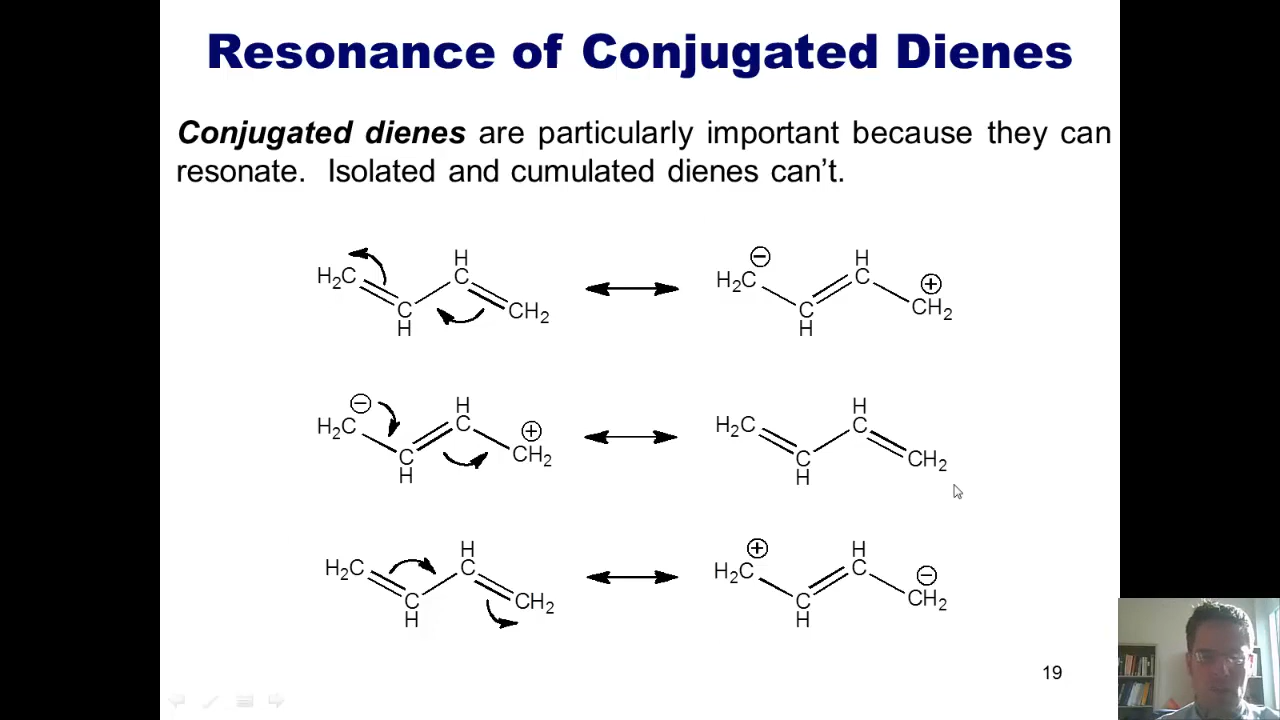 Resonance of Conjugated Dienes
Conjugated dienes are particularly important because they can
resonate. Isolated and cumulated dienes can't.
H H
H₂C C H₂C ⊖ C ⊕
C CH₂ C CH₂
H H
⊖ H H
H₂C C ⊕ H₂C C
C CH₂ C CH₂
H H
H ⊕ H
H₂C C H₂C C ⊖
C CH₂ C CH₂
H H
19